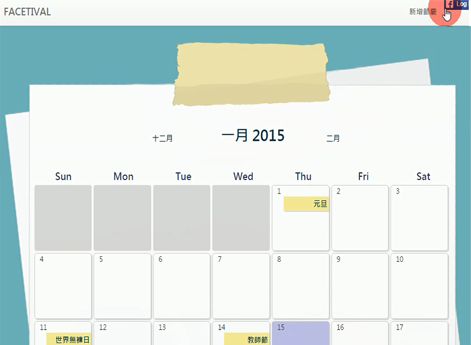 FACETIVAL 新增節慶 f Log
十二月 一月 2015 二月
Sun Mon Tue Wed Thu Fri Sat
1 2 3
元旦
4 5 6 7 8 9 10
11 12 13 14 15 16 17
世界無褲日 教師節